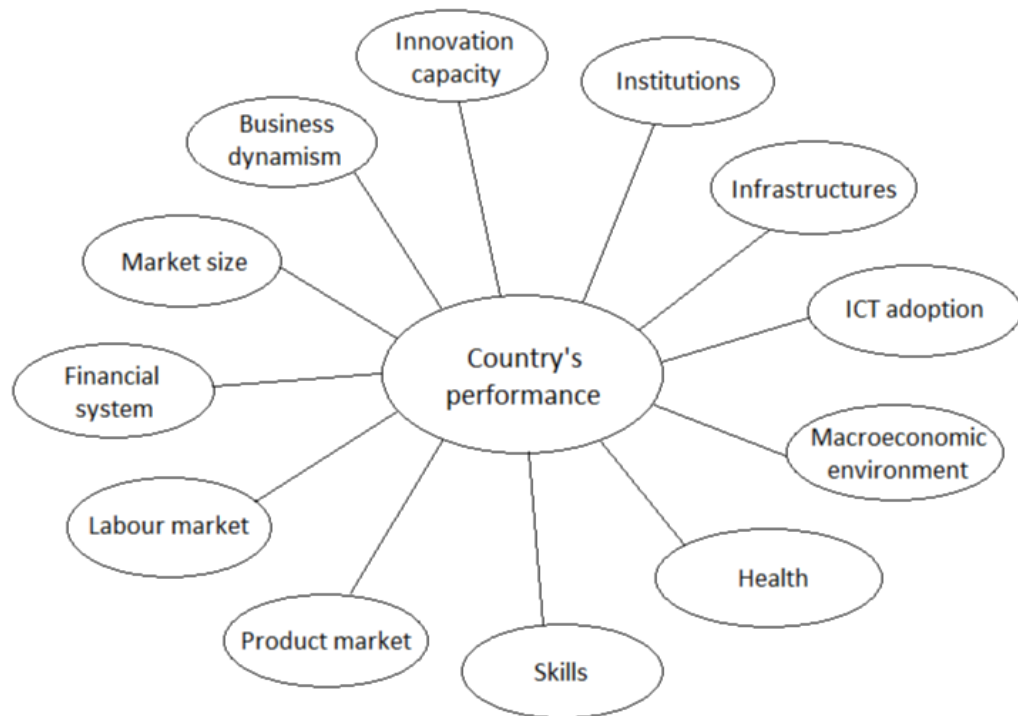 Innovation
capacity
Institutions
Business
dynamism
Infrastructures
Market size
ICT adoption
Country's
performance
Financial
system
Macroeconomic
environment
Labour market
Health
Product market
Skills